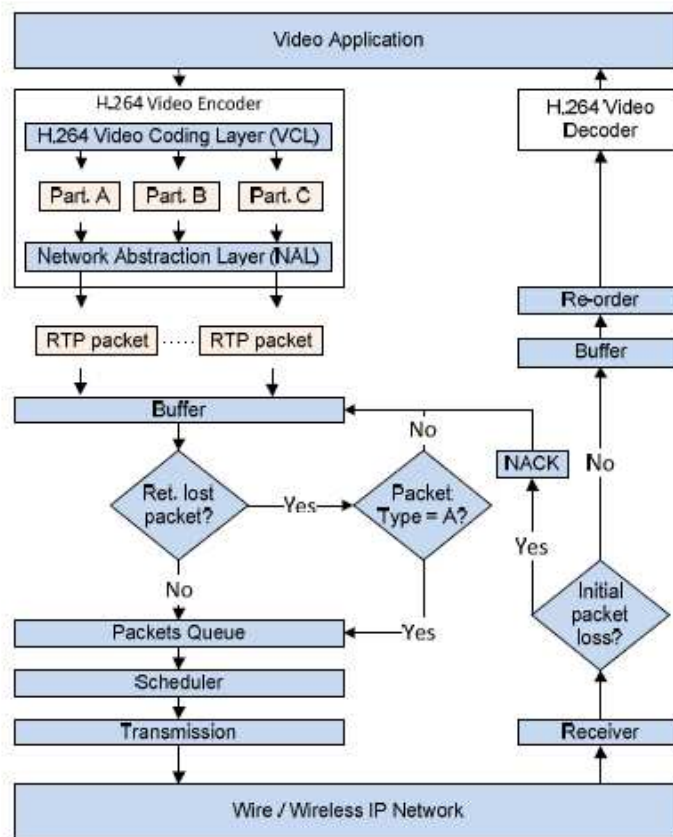 Video Application
H.264 Video Encoder
H.264 Video Coding Layer (VCL)
Part. A
Part. B
Part. C
Network Abstraction Layer (NAL)
RTP packet
RTP packet
Buffer
Ret. lost
packet?
Yes
No
Packet
Type = A?
No
Yes
Packets Queue
Scheduler
Transmission
Wire / Wireless IP Network
Receiver
Initial
packet
loss?
Yes
NACK
No
Buffer
Re-order
H.264 Video
Decoder